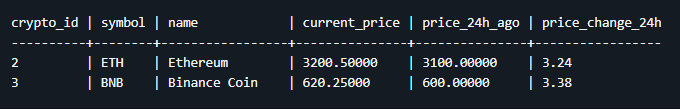 crypto_id | symbol | name | current_price | price_24h_ago | price_change_24h
----------+--------+----------------+---------------+---------------+-----------------
2 | ETH | Ethereum | 3200.50000 | 3100.00000 | 3.24
3 | BNB | Binance Coin | 620.25000 | 600.00000 | 3.38